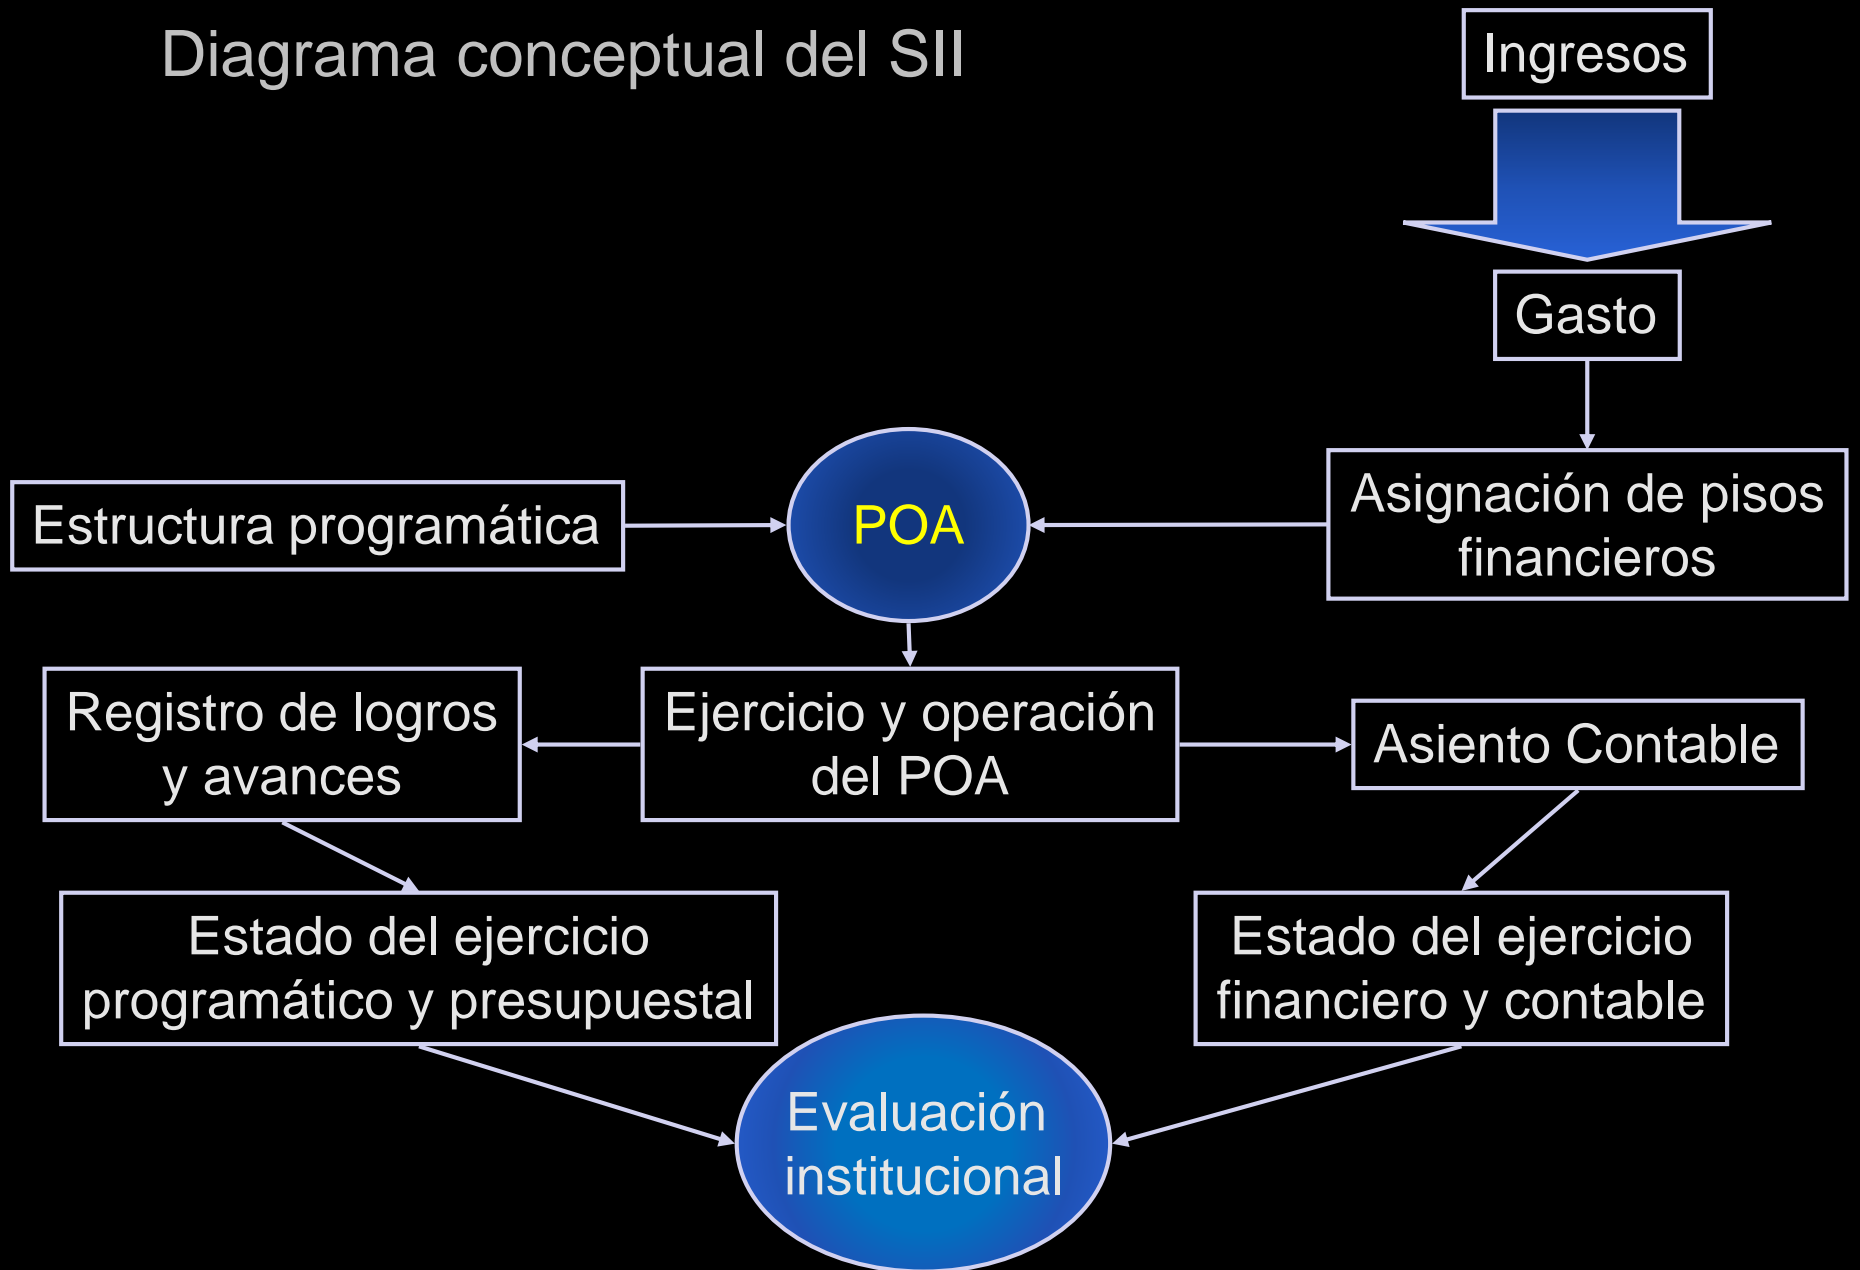 Diagrama conceptual del SII
Ingresos
Gasto
Estructura programática
POA
Asignación de pisos
financieros
Registro de logros
y avances
Ejercicio y operación
del POA
Asiento Contable
Estado del ejercicio
programático y presupuestal
Estado del ejercicio
financiero y contable
Evaluación
institucional